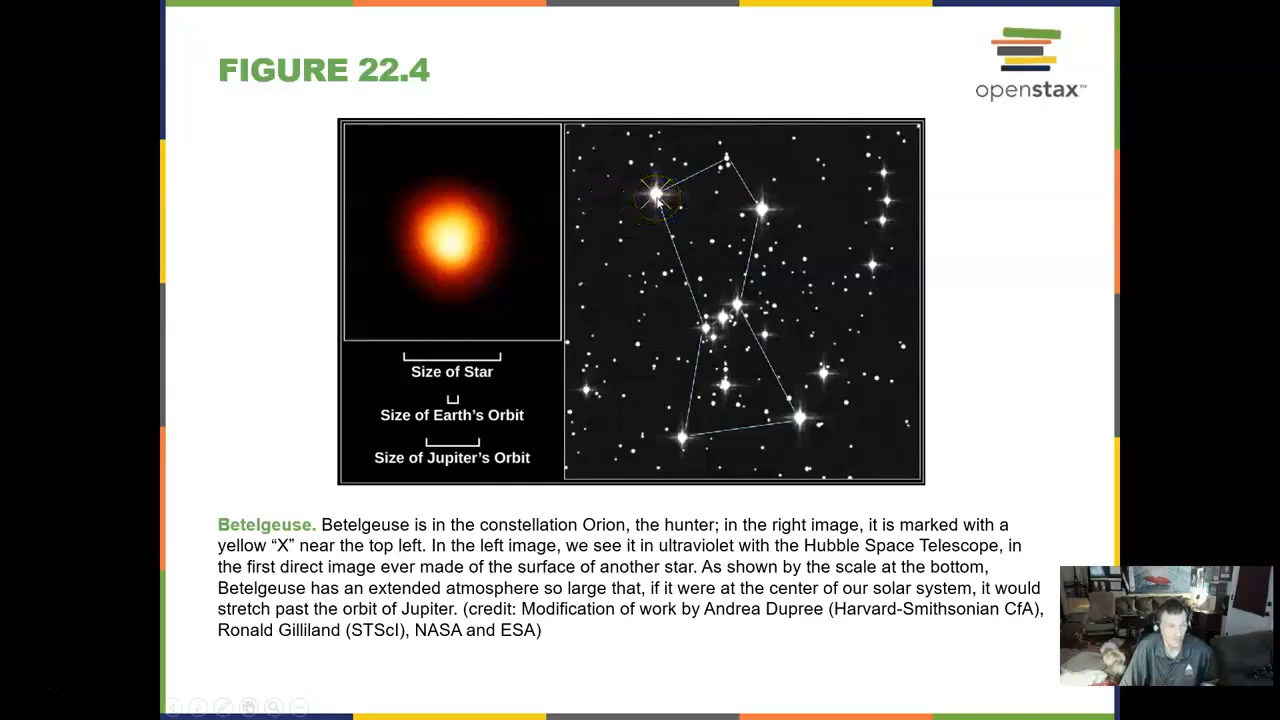 FIGURE 22.4
openstax™
Size of Star
Size of Earth's Orbit
Size of Jupiter's Orbit
Betelgeuse. Betelgeuse is in the constellation Orion, the hunter; in the right image, it is marked with a
yellow “X” near the top left. In the left image, we see it in ultraviolet with the Hubble Space Telescope, in
the first direct image ever made of the surface of another star. As shown by the scale at the bottom,
Betelgeuse has an extended atmosphere so large that, if it were at the center of our solar system, it would
stretch past the orbit of Jupiter. (credit: Modification of work by Andrea Dupree (Harvard-Smithsonian CfA),
Ronald Gilliland (STScI), NASA and ESA)